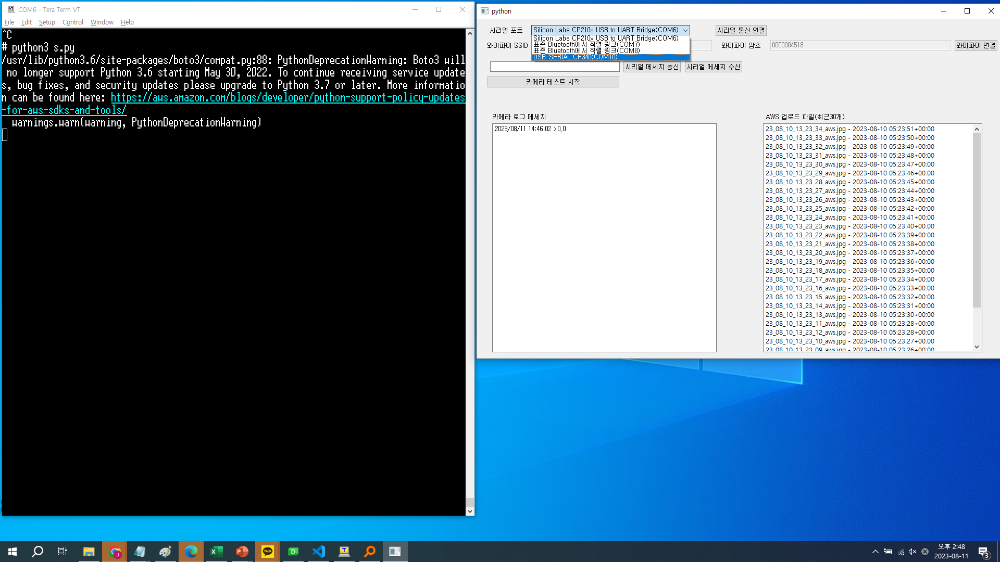 COM6 - Tera Term VT
File Edit Setup Control Window Help
^C
# python3 s.py
/usr/lib/python3.6/site-packages/boto3/compat.py:88: PythonDeprecationWarning: Boto3 will
 no longer support Python 3.6 starting May 30, 2022. To continue receiving service update
s, bug fixes, and security updates please upgrade to Python 3.7 or later. More informatio
n can be found here: https://aws.amazon.com/blogs/developer/python-support-policy-updates
-for-aws-sdks-and-tools/
  warnings.warn(warning, PythonDeprecationWarning)
python
시리얼 포트 Silicon Labs CP210x USB to UART Bridge(COM6) 시리얼 통신 연결
Silicon Labs CP210x USB to UART Bridge(COM6)
표준 Bluetooth에서 직렬 링크(COM7)
표준 Bluetooth에서 직렬 링크(COM8)
USB-SERIAL CH340(COM10)
와이파이 SSID 와이파이 암호 0000004518 와이파이 연결
시리얼 메세지 송신 시리얼 메세지 수신
카메라 테스트 시작
카메라 로그 메세지
2023/08/11 14:46:02 >0,0
AWS 업로드 파일(최근30개)
23_08_10_13_23_34_aws.jpg - 2023-08-10 05:23:51+00:00
23_08_10_13_23_33_aws.jpg - 2023-08-10 05:23:50+00:00
23_08_10_13_23_32_aws.jpg - 2023-08-10 05:23:49+00:00
23_08_10_13_23_31_aws.jpg - 2023-08-10 05:23:48+00:00
23_08_10_13_23_30_aws.jpg - 2023-08-10 05:23:47+00:00
23_08_10_13_23_29_aws.jpg - 2023-08-10 05:23:46+00:00
23_08_10_13_23_28_aws.jpg - 2023-08-10 05:23:45+00:00
23_08_10_13_23_27_aws.jpg - 2023-08-10 05:23:44+00:00
23_08_10_13_23_26_aws.jpg - 2023-08-10 05:23:43+00:00
23_08_10_13_23_25_aws.jpg - 2023-08-10 05:23:42+00:00
23_08_10_13_23_24_aws.jpg - 2023-08-10 05:23:41+00:00
23_08_10_13_23_23_aws.jpg - 2023-08-10 05:23:40+00:00
23_08_10_13_23_22_aws.jpg - 2023-08-10 05:23:39+00:00
23_08_10_13_23_21_aws.jpg - 2023-08-10 05:23:38+00:00
23_08_10_13_23_20_aws.jpg - 2023-08-10 05:23:37+00:00
23_08_10_13_23_19_aws.jpg - 2023-08-10 05:23:36+00:00
23_08_10_13_23_18_aws.jpg - 2023-08-10 05:23:35+00:00
23_08_10_13_23_17_aws.jpg - 2023-08-10 05:23:34+00:00
23_08_10_13_23_16_aws.jpg - 2023-08-10 05:23:33+00:00
23_08_10_13_23_15_aws.jpg - 2023-08-10 05:23:32+00:00
23_08_10_13_23_14_aws.jpg - 2023-08-10 05:23:31+00:00
23_08_10_13_23_13_aws.jpg - 2023-08-10 05:23:30+00:00
23_08_10_13_23_11_aws.jpg - 2023-08-10 05:23:28+00:00
23_08_10_13_23_12_aws.jpg - 2023-08-10 05:23:28+00:00
23_08_10_13_23_10_aws.jpg - 2023-08-10 05:23:27+00:00
23_08_10_13_23_09_aws.jpg - 2023-08-10 05:23:26+00:00
TALK
오후 2:48
2023-08-11
3